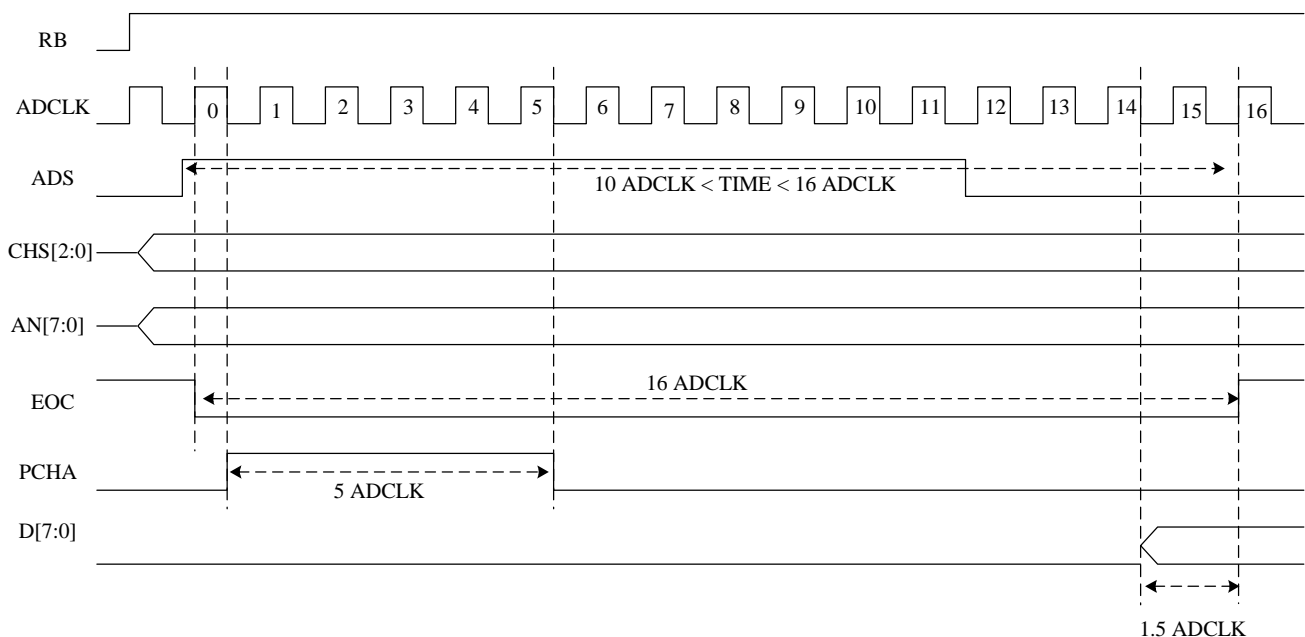 RB
ADCLK 0 1 2 3 4 5 6 7 8 9 10 11 12 13 14 15 16
ADS
10 ADCLK < TIME < 16 ADCLK
CHS[2:0]
AN[7:0]
EOC
16 ADCLK
PCHA
5 ADCLK
D[7:0]
1.5 ADCLK